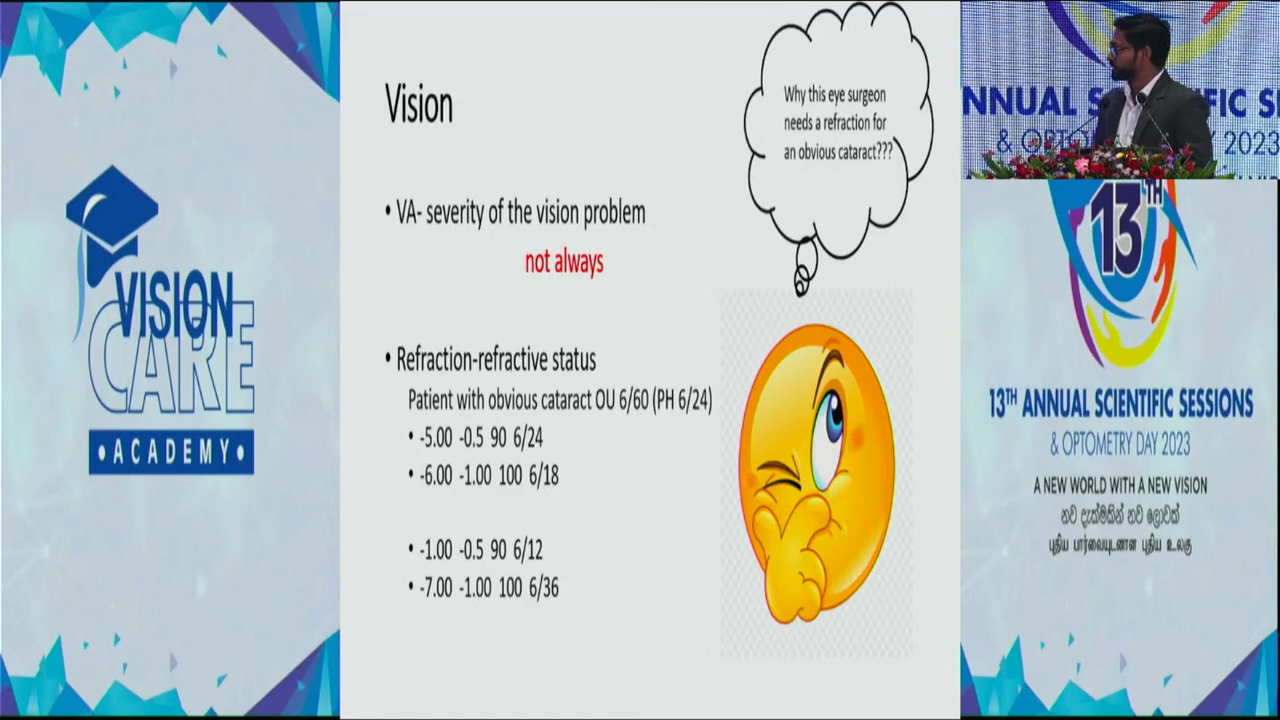 VISION
CARE
•ACADEMY•
Vision
• VA- severity of the vision problem
not always
• Refraction-refractive status
Patient with obvious cataract OU 6/60 (PH 6/24)
• -5.00 -0.5 90 6/24
• -6.00 -1.00 100 6/18
• -1.00 -0.5 90 6/12
• -7.00 -1.00 100 6/36
Why this eye surgeon
needs a refraction for
an obvious cataract???
NNUAL SC FIC SE
& OPTOM Y 2023
13TH
13TH ANNUAL SCIENTIFIC SESSIONS
& OPTOMETRY DAY 2023
A NEW WORLD WITH A NEW VISION
නව දැක්මකින් නව ලොවක්
புதிய பார்வையுடனான புதிய உலகு